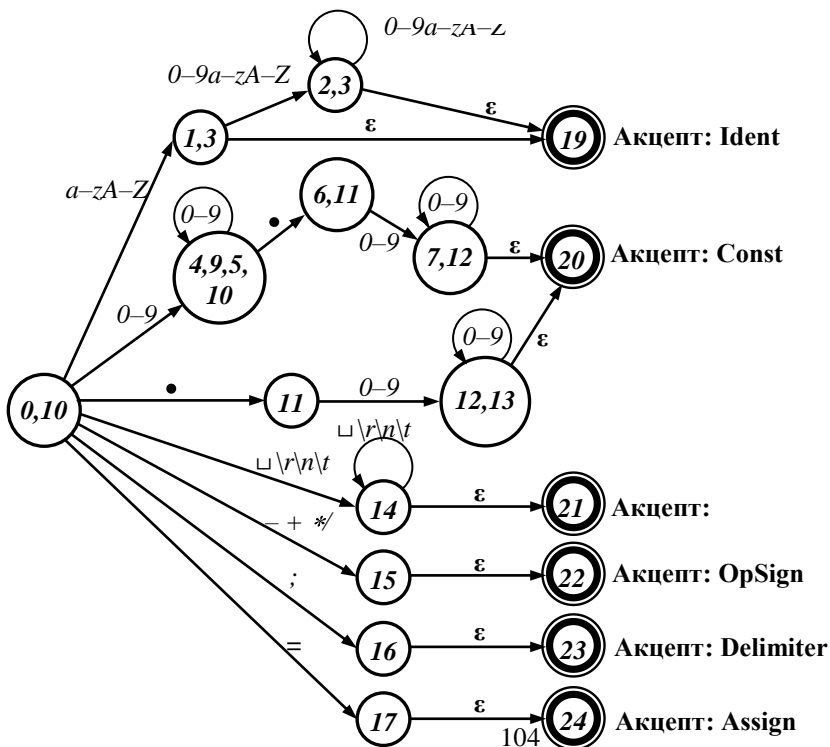 0–9a–zA–Z
0–9a–zA–Z
2,3
ε
1,3
ε
19
Акцепт: Ident
a–zA–Z
0–9
•
6,11
0–9
0–9
4,9,5,
10
7,12
ε
20
Акцепт: Const
0–9
0–9
ε
•
0–9
0,10
11
12,13
␣ \r\n\t
␣ \r\n\t
14
ε
21
Акцепт:
– + */
15
ε
22
Акцепт: OpSign
;
16
ε
23
Акцепт: Delimiter
=
17
ε
24
Акцепт: Assign
104